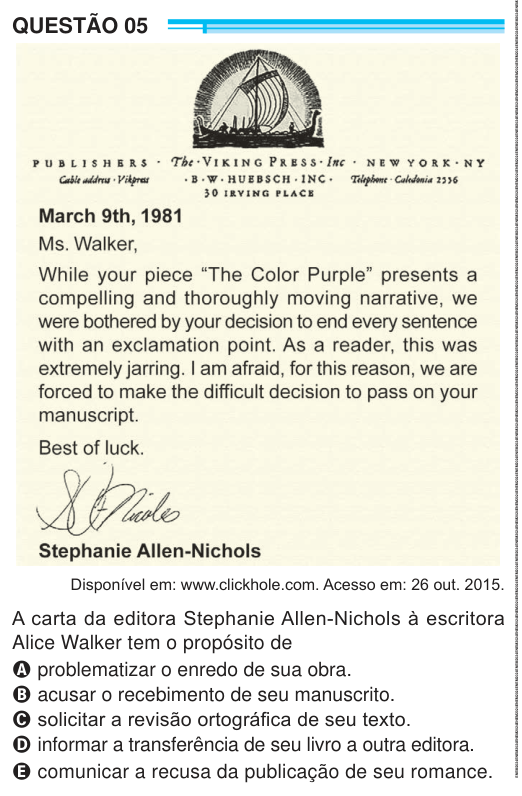 QUESTÃO 05
PUBLISHERS · The · VIKING PRESS · Inc · NEW YORK · NY
Cable address · Vikpress · B · W · HUEBSCH · INC · Telephone · Caledonia 2536
30 IRVING PLACE
March 9th, 1981
Ms. Walker,
While your piece “The Color Purple” presents a
compelling and thoroughly moving narrative, we
were bothered by your decision to end every sentence
with an exclamation point. As a reader, this was
extremely jarring. I am afraid, for this reason, we are
forced to make the difficult decision to pass on your
manuscript.
Best of luck.
Stephanie Allen-Nichols
Disponível em: www.clickhole.com. Acesso em: 26 out. 2015.
A carta da editora Stephanie Allen-Nichols à escritora
Alice Walker tem o propósito de
A problematizar o enredo de sua obra.
B acusar o recebimento de seu manuscrito.
C solicitar a revisão ortográfica de seu texto.
D informar a transferência de seu livro a outra editora.
E comunicar a recusa da publicação de seu romance.